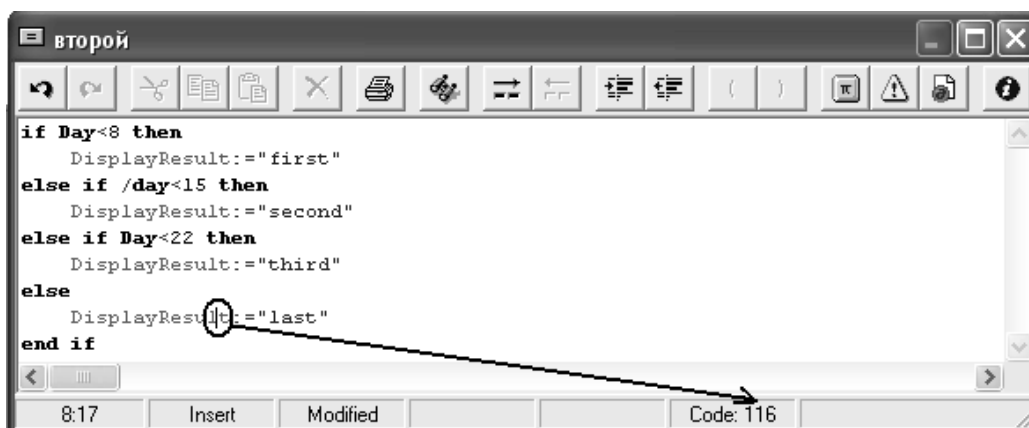 второй
if Day<8 then
DisplayResult:="first"
else if /day<15 then
DisplayResult:="second"
else if Day<22 then
DisplayResult:="third"
else
DisplayResult:="last"
end if
8:17 Insert Modified Code: 116